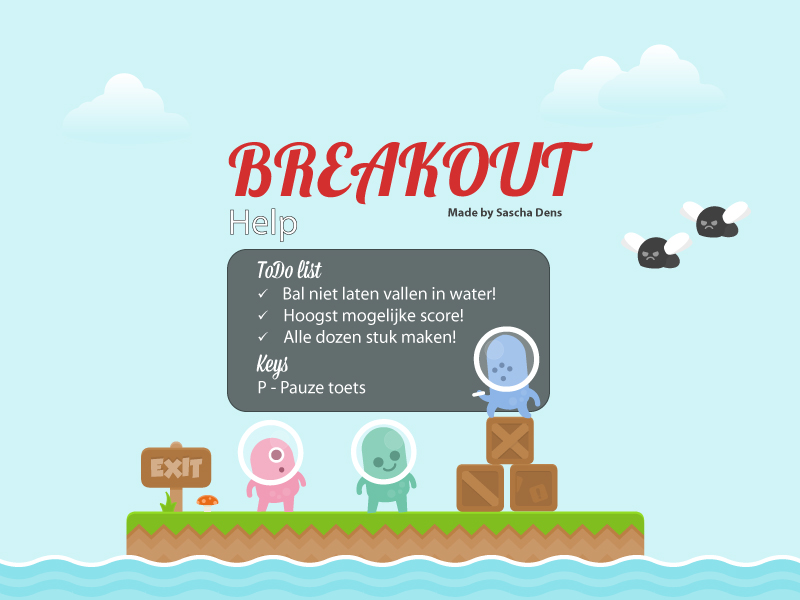 BREAKOUT
Made by Sascha Dens
Help
ToDo list
✓ Bal niet laten vallen in water!
✓ Hoogst mogelijke score!
✓ Alle dozen stuk maken!
Keys
P - Pauze toets
EXIT